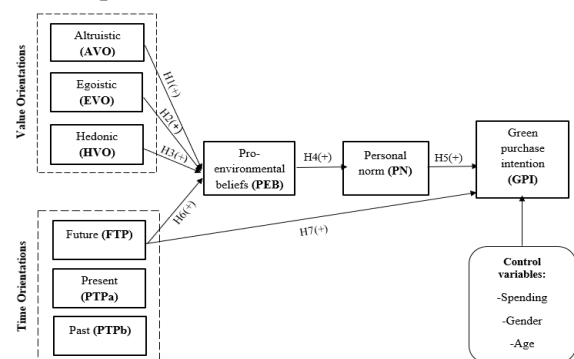 Value Orientations
Altruistic
(AVO)
Egoistic
(EVO)
Hedonic
(HVO)
H1(+)
H2(+)
H3(+)
Pro-
environmental
beliefs (PEB)
H4(+)
Personal
norm (PN)
H5(+)
Green
purchase
intention
(GPI)
Time Orientations
Future (FTP)
Present
(PTPa)
Past (PTPb)
H6(+)
H7(+)
Control
variables:
-Spending
-Gender
-Age